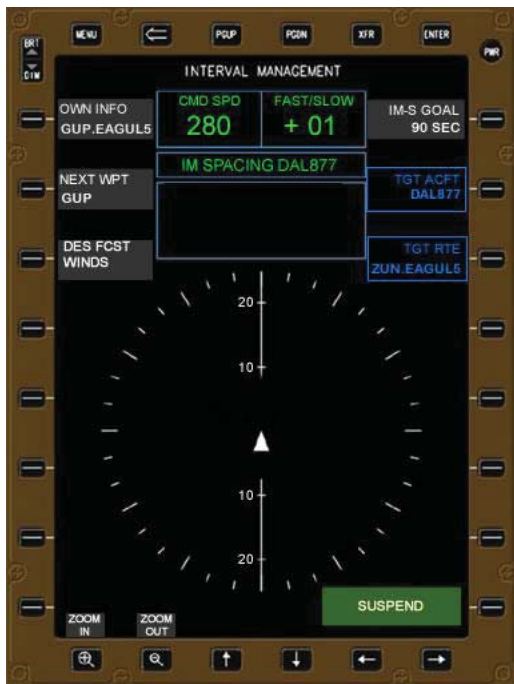 MENU
PGUP
PGDN
XFR
ENTER
BRT
DIM
PWR
INTERVAL MANAGEMENT
OWN INFO
GUP.EAGUL5
CMD SPD
280
FAST/SLOW
+ 01
IM-S GOAL
90 SEC
IM SPACING DAL877
NEXT WPT
GUP
TGT ACFT
DAL877
DES FCST
WINDS
TGT RTE
ZUN.EAGUL5
20
10
10
20
SUSPEND
ZOOM
IN
ZOOM
OUT